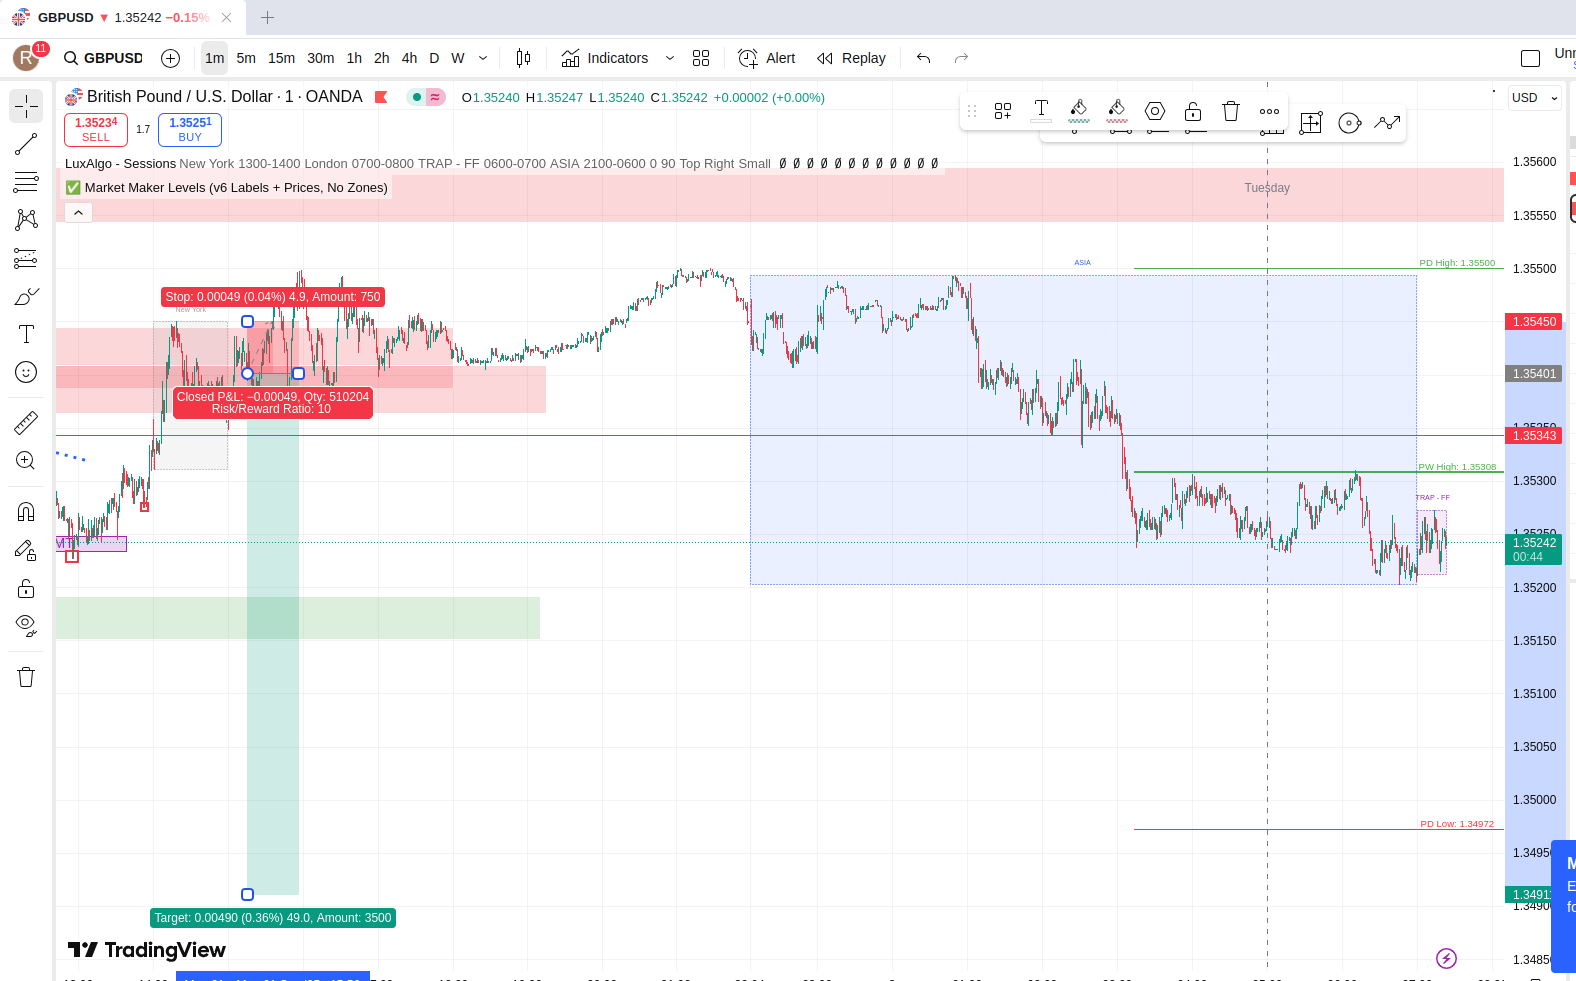 GBPUSD ▼ 1.35242 −0.15%
R 11 GBPUSD 1m 5m 15m 30m 1h 2h 4h D W Indicators Alert Replay
British Pound / U.S. Dollar · 1 · OANDA O1.35240 H1.35247 L1.35240 C1.35242 +0.00002 (+0.00%)
USD
1.35234 SELL
1.7
1.35251 BUY
LuxAlgo - Sessions New York 1300-1400 London 0700-0800 TRAP - FF 0600-0700 ASIA 2100-0600 0 90 Top Right Small Ø Ø Ø Ø Ø Ø Ø Ø Ø Ø Ø Ø
✅ Market Maker Levels (v6 Labels + Prices, No Zones)
Tuesday
1.35600
1.35550
ASIA
PD High: 1.35500
1.35500
Stop: 0.00049 (0.04%) 4.9, Amount: 750
New York
1.35450
1.35401
Closed P&L: −0.00049, Qty: 510204
Risk/Reward Ratio: 10
1.35343
PW High: 1.35308
1.35300
TRAP - FF
1.35242
00:44
1.35200
1.35150
1.35100
1.35050
1.35000
PD Low: 1.34972
Target: 0.00490 (0.36%) 49.0, Amount: 3500
TradingView